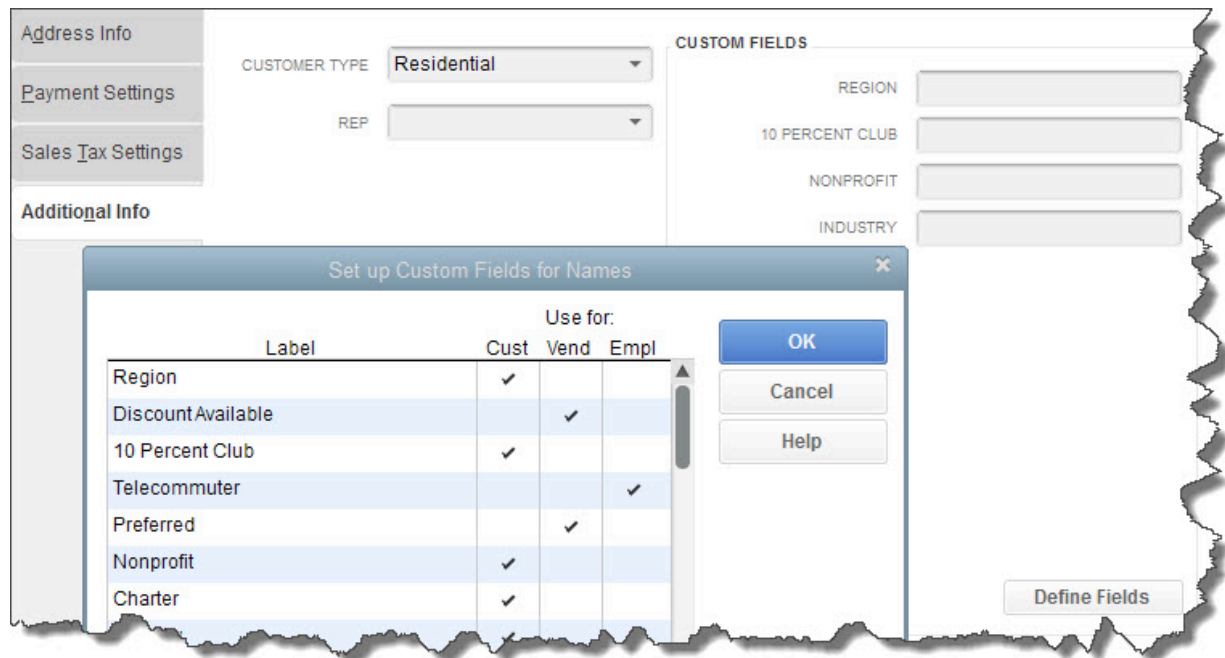 Address Info
Payment Settings
Sales Tax Settings
Additional Info
CUSTOMER TYPE Residential
REP
CUSTOM FIELDS
REGION
10 PERCENT CLUB
NONPROFIT
INDUSTRY
Set up Custom Fields for Names
Use for:
Label Cust Vend Empl
Region
Discount Available
10 Percent Club
Telecommuter
Preferred
Nonprofit
Charter
OK
Cancel
Help
Define Fields